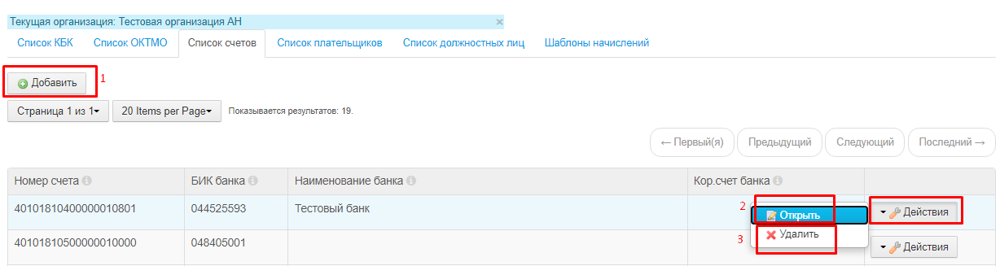 Текущая организация: Тестовая организация АН ×
Список КБК Список ОКТМО Список счетов Список плательщиков Список должностных лиц Шаблоны начислений
Добавить 1
Страница 1 из 1 20 Items per Page Показывается результатов: 19.
← Первый(я) Предыдущий Следующий Последний →
Номер счета БИК банка Наименование банка Кор.счет банка
40101810400000010801 044525593 Тестовый банк 2 Открыть Действия
3 Удалить
40101810500000010000 048405001 Действия